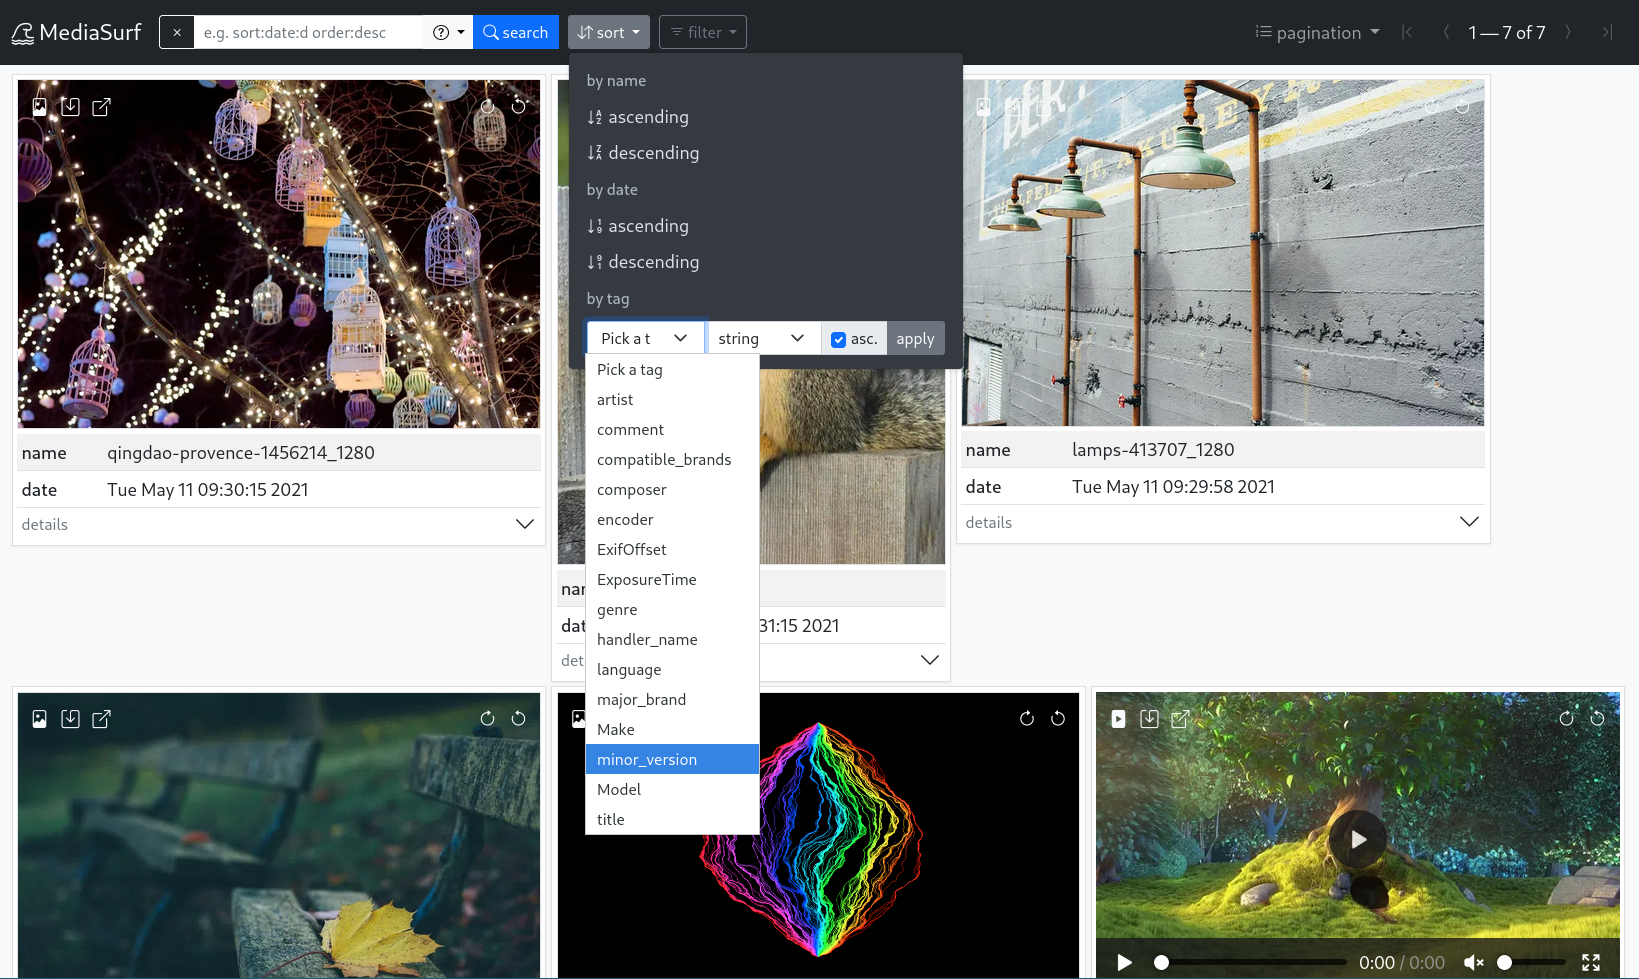 MediaSurf
× e.g. sort:date:d order:desc search sort filter pagination 1 — 7 of 7
by name
ascending
descending
by date
ascending
descending
by tag
Pick a t string asc. apply
Pick a tag
artist
comment
compatible_brands
composer
encoder
ExifOffset
ExposureTime
genre
handler_name
language
major_brand
Make
minor_version
Model
title
name qingdao-provence-1456214_1280
date Tue May 11 09:30:15 2021
details
31:15 2021
name lamps-413707_1280
date Tue May 11 09:29:58 2021
details
0:00 / 0:00